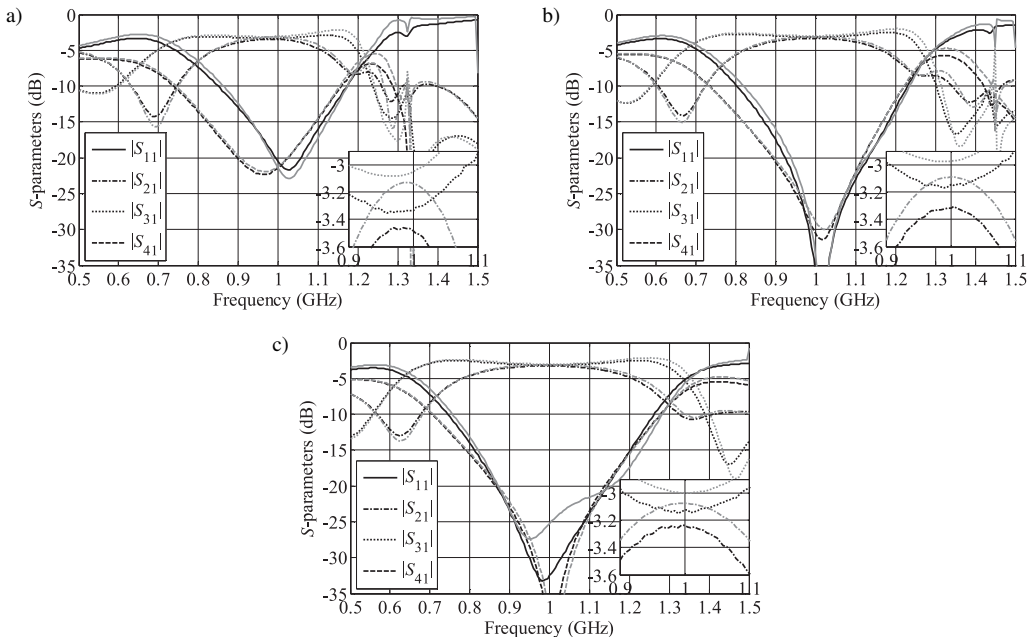 a)
S-parameters (dB)
0
-5
-10
-15
-20
-25
-30
-35
|S11|
|S21|
|S31|
|S41|
-3
-3.2
-3.4
-3.6
0.9
1
1.1
0.5 0.6 0.7 0.8 0.9 1 1.1 1.2 1.3 1.4 1.5
Frequency (GHz)
b)
S-parameters (dB)
0
-5
-10
-15
-20
-25
-30
-35
|S11|
|S21|
|S31|
|S41|
-3
-3.2
-3.4
-3.6
0.9
1
1.1
0.5 0.6 0.7 0.8 0.9 1 1.1 1.2 1.3 1.4 1.5
Frequency (GHz)
c)
S-parameters (dB)
0
-5
-10
-15
-20
-25
-30
-35
|S11|
|S21|
|S31|
|S41|
-3
-3.2
-3.4
-3.6
0.9
1
1.1
0.5 0.6 0.7 0.8 0.9 1 1.1 1.2 1.3 1.4 1.5
Frequency (GHz)